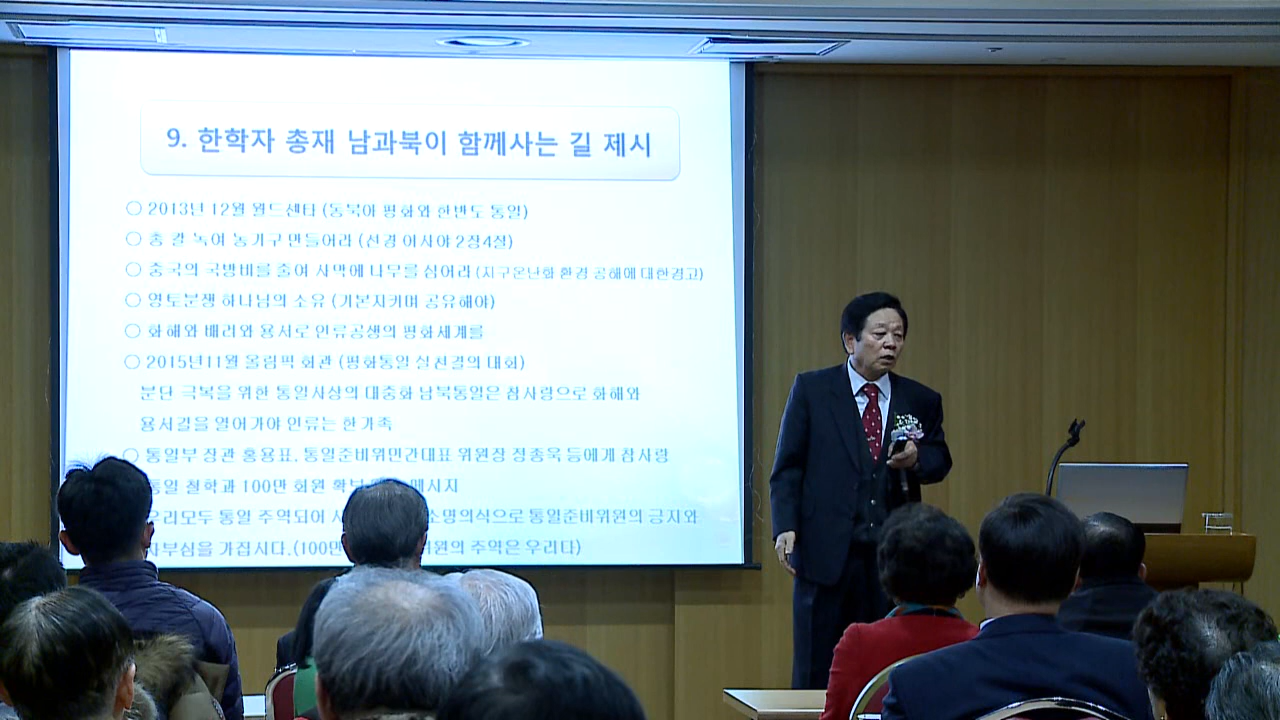 9. 한학자 총재 남과북이 함께사는 길 제시
○ 2013년 12월 월드센타 (동북아 평화와 한반도 통일)
○ 총 칼 녹여 농기구 만들어라 (선경 이사야 2장4절)
○ 중국의 국방비를 줄여 사막에 나무를 심어라 (지구온난화 환경 공해에 대한경고)
○ 영토분쟁 하나님의 소유 (기본지키며 공유해야)
○ 화해와 배려와 용서로 인류공생의 평화세계를
○ 2015년11월 올림픽 회관 (평화통일 실천결의 대회)
분단 극복을 위한 통일사상의 대중화 남북통일은 참사랑으로 화해와
용서길을 열어가야 인류는 한가족
○ 통일부 장관 홍용표, 통일준비위민간대표 위원장 정종욱 등에게 참사랑
통일 철학과 100만 회원 확보 메시지
우리모두 통일 주역되어 소명의식으로 통일준비위원의 긍지와
자부심을 가집시다.(100만 위원의 주역은 우리다)